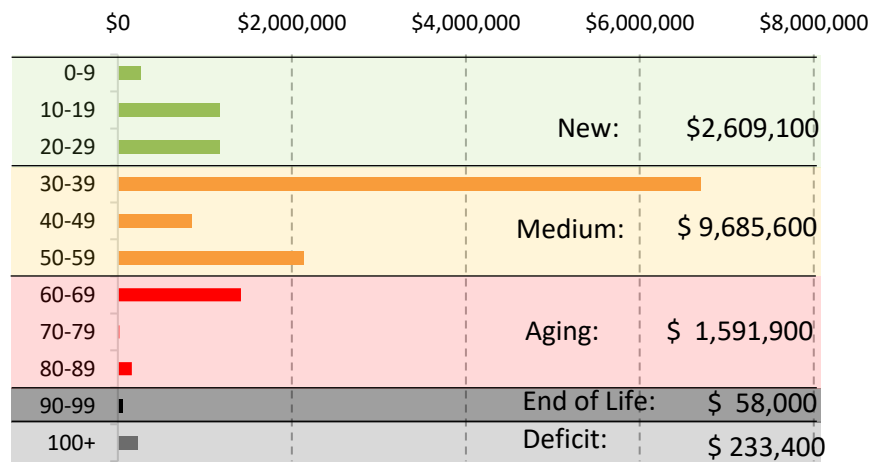 $0 $2,000,000 $4,000,000 $6,000,000 $8,000,000
0-9
10-19
New: $2,609,100
20-29
30-39
40-49
Medium: $ 9,685,600
50-59
60-69
70-79
Aging: $ 1,591,900
80-89
90-99
End of Life: $ 58,000
100+
Deficit: $ 233,400